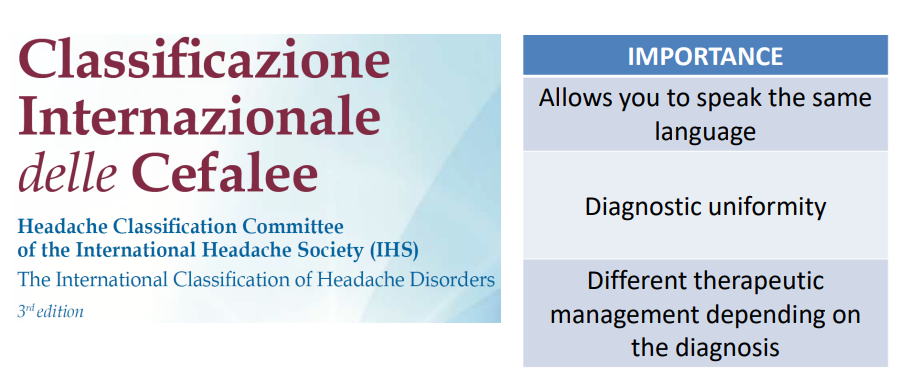 Classificazione
Internazionale
delle Cefalee
Headache Classification Committee
of the International Headache Society (IHS)
The International Classification of Headache Disorders
3rd edition
IMPORTANCE
Allows you to speak the same
language
Diagnostic uniformity
Different therapeutic
management depending on
the diagnosis